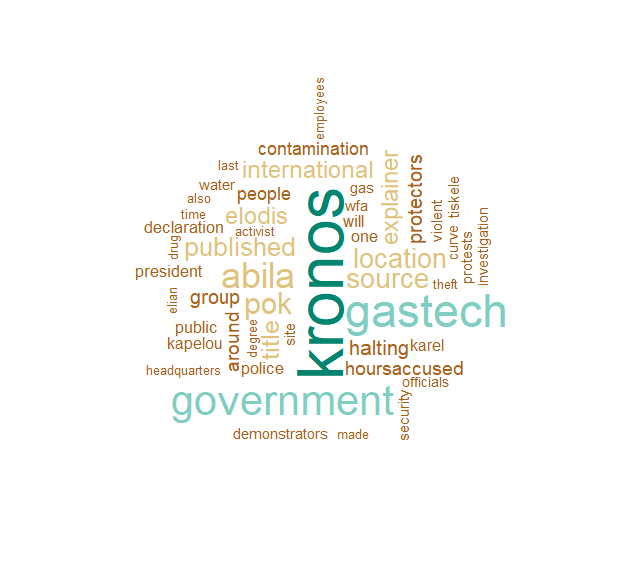 employees
contamination
last
international
explainer
protectors
water
people
gas
also
wfa
violent
tiskele
time
elodis
will
curve
declaration
activist
one
protests
investigation
drug
published
kronos
location
president
abila
source
theft
elian
group
pok
gastech
public
around
degree
title
site
kapelou
halting
karel
headquarters
police
hoursaccused
officials
government
security
demonstrators
made